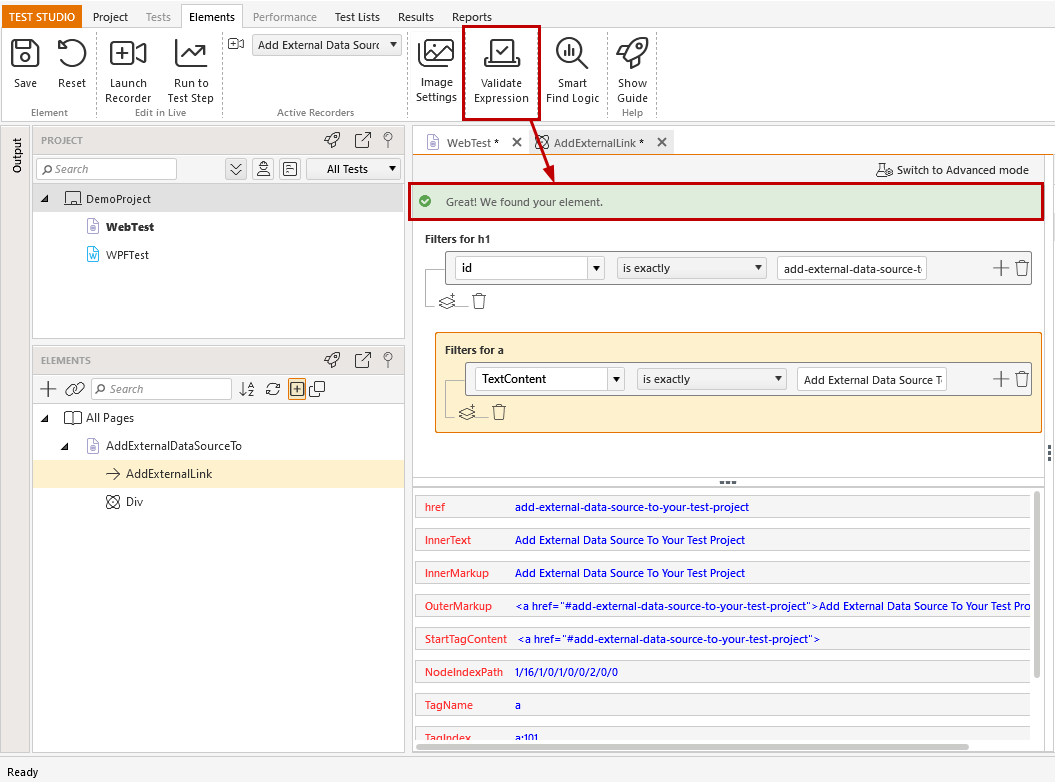 TEST STUDIO Project Tests Elements Performance Test Lists Results Reports
Add External Data Sourc
Save Reset Launch Recorder Run to Test Step Image Settings Validate Expression Smart Find Logic Show Guide
Element Edit in Live Active Recorders Help
Output
PROJECT
Search All Tests
DemoProject
WebTest
WPFTest
ELEMENTS
Search
All Pages
AddExternalDataSourceTo
AddExternalLink
Div
WebTest * AddExternalLink *
Switch to Advanced mode
Great! We found your element.
Filters for h1
id is exactly add-external-data-source-t
Filters for a
TextContent is exactly Add External Data Source T
href add-external-data-source-to-your-test-project
InnerText Add External Data Source To Your Test Project
InnerMarkup Add External Data Source To Your Test Project
OuterMarkup <a href="#add-external-data-source-to-your-test-project">Add External Data Source To Your Test Pro
StartTagContent <a href="#add-external-data-source-to-your-test-project">
NodeIndexPath 1/16/1/0/1/0/0/2/0/0
TagName a
TagIndex a:101
Ready